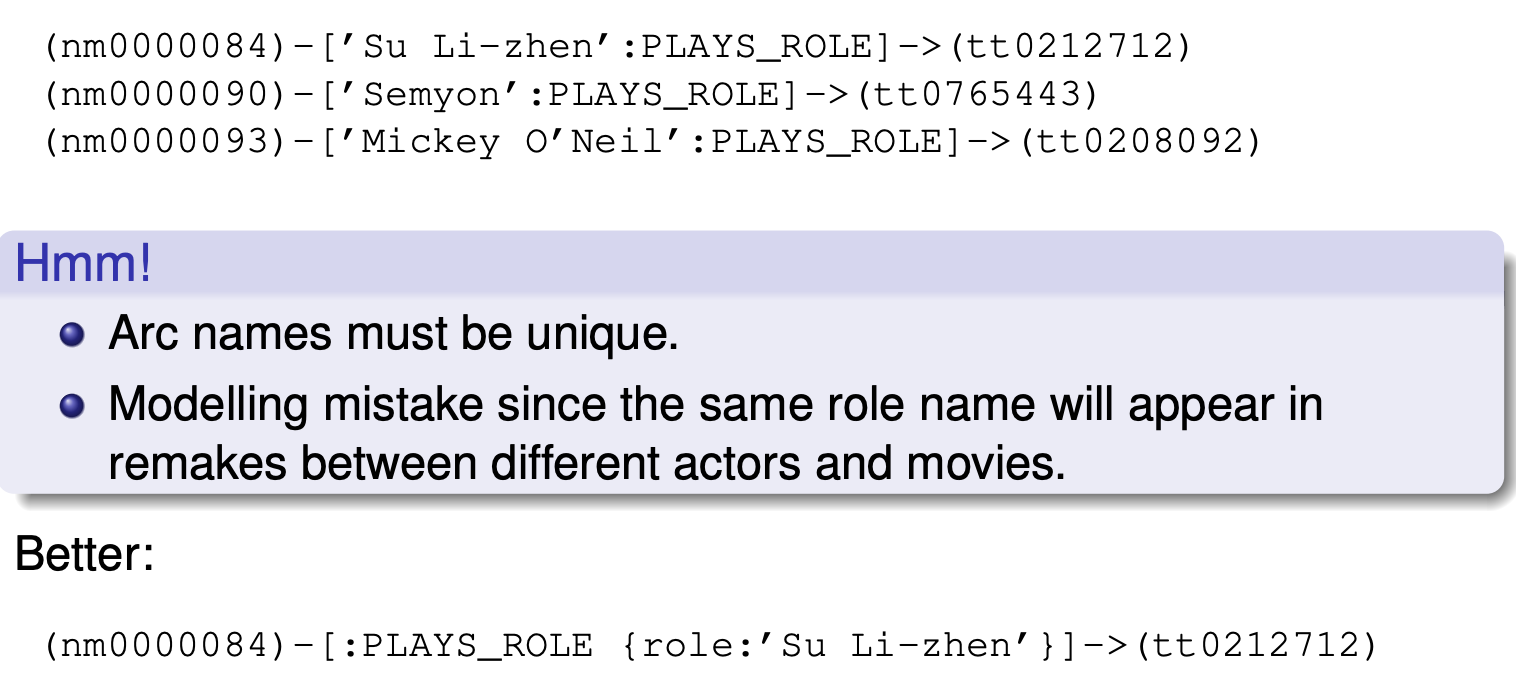 (nm0000084)-['Su Li-zhen':PLAYS_ROLE]->(tt0212712)
(nm0000090)-['Semyon':PLAYS_ROLE]->(tt0765443)
(nm0000093)-['Mickey O'Neil':PLAYS_ROLE]->(tt0208092)
Hmm!
Arc names must be unique.
Modelling mistake since the same role name will appear in
remakes between different actors and movies.
Better:
(nm0000084)-[:PLAYS_ROLE {role:'Su Li-zhen'}]->(tt0212712)